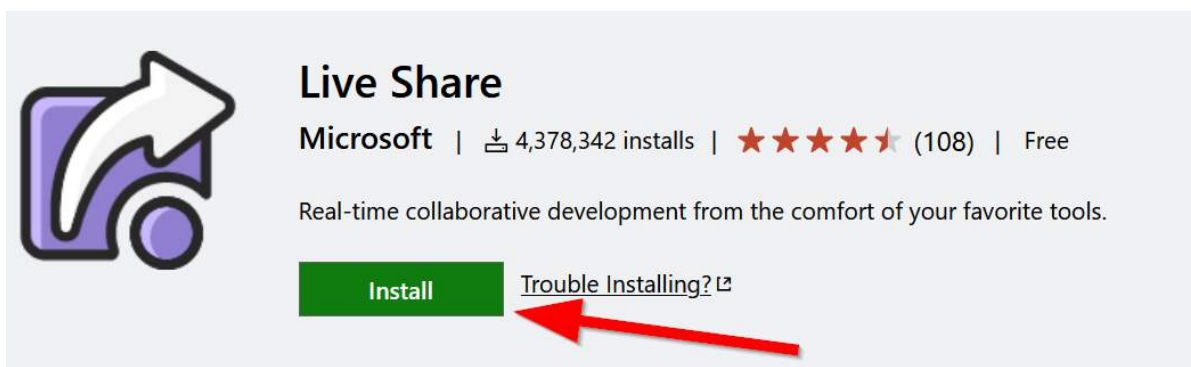 Live Share
Microsoft | 4,378,342 installs | (108) | Free
Real-time collaborative development from the comfort of your favorite tools.
Install Trouble Installing?